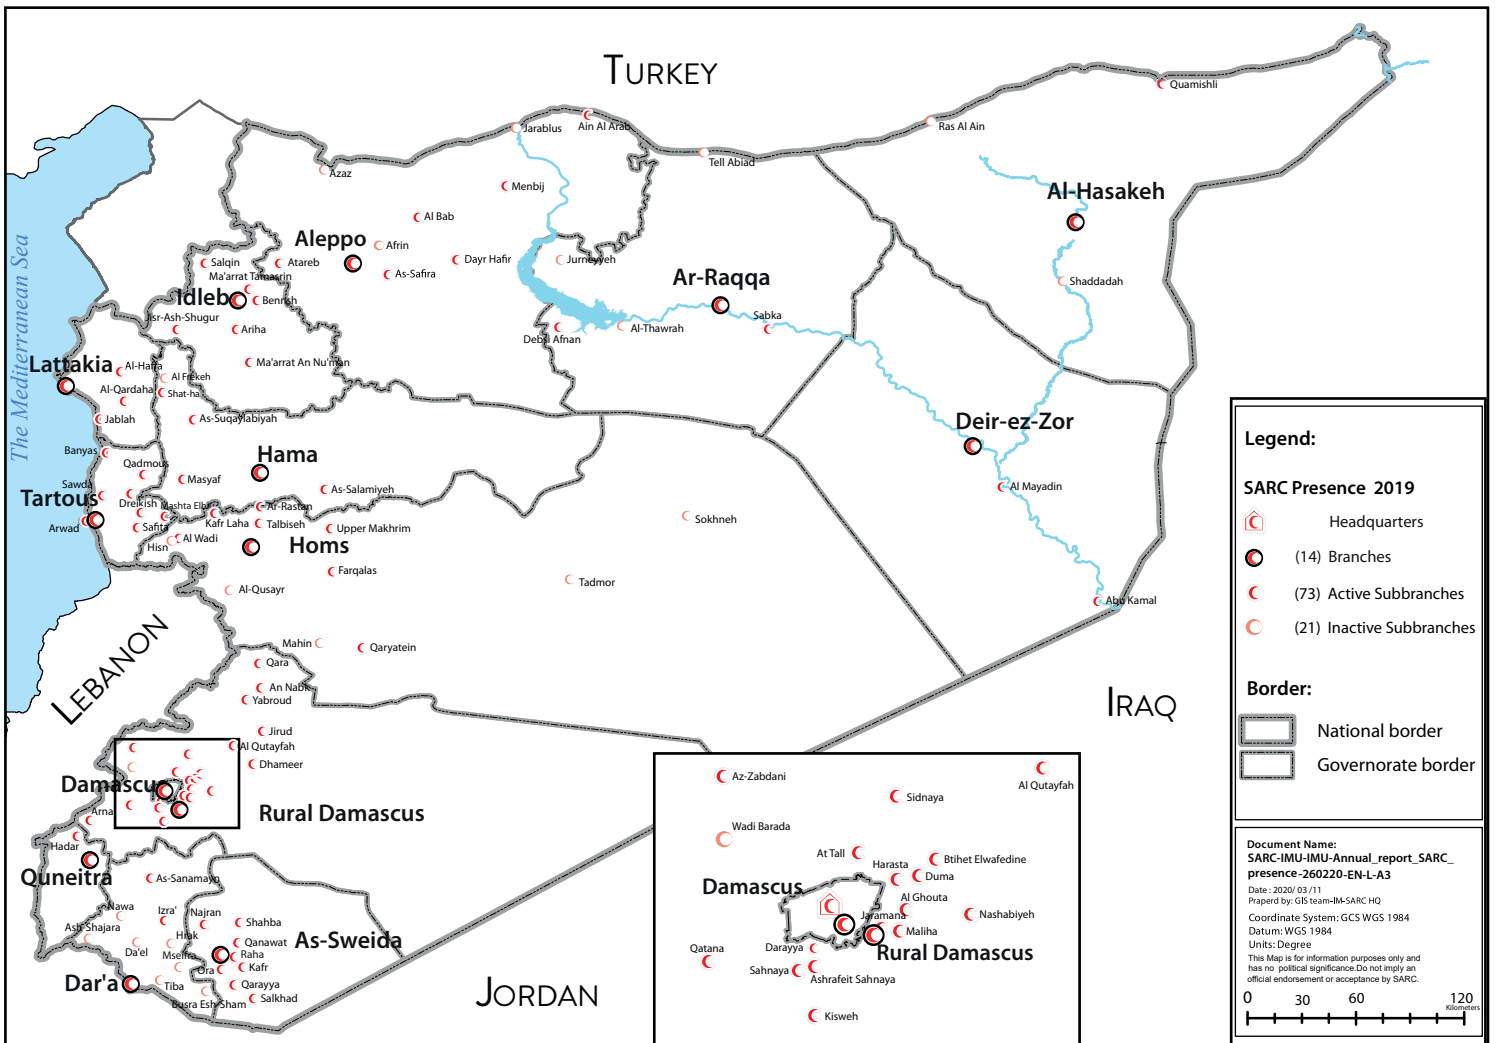 TURKEY
Quamishli
Ain Al Arab
Jarablus
Ras Al Ain
Tell Abiad
Azaz
Menbij
Al-Hasakeh
Al Bab
Aleppo
Afrin
The Mediterranean Sea
Salqin
Atareb
Dayr Hafir
Jurneyyeh
As-Safira
Ma'arrat Tamasrin
Ar-Raqqa
Shaddadah
Idleb
Bennsh
Jisr-Ash-Shugur
Ariha
Sabka
Al-Thawrah
Debsi Afnan
Lattakia
Al-Haffa
Ma'arrat An Nu'man
Al Frekeh
Al-Qardaha
Shat-ha
Jablah
As-Suqaylabiyah
Deir-ez-Zor
Banyas
Hama
Qadmous
Masyaf
Sawda
As-Salamiyeh
Al Mayadin
Tartous
Dreikish
Mashta Elhelu
Ar-Rastan
Arwad
Safita
Kafr Laha
Talbiseh
Upper Makhrim
Sokhneh
Hisn
Al Wadi
Homs
Farqalas
Tadmor
Al-Qusayr
Abu Kamal
LEBANON
Mahin
Qaryatein
Qara
An Nabk
Yabroud
IRAQ
Jirud
Al Qutayfah
Dhameer
Damascus
Rural Damascus
Arna
Hadar
Quneitra
As-Sanamayn
Nawa
Izra'
Najran
Shahba
Ash-Shajara
Hrak
Qanawat
As-Sweida
Da'el
Mseifra
Raha
Ora
Kafr
Dar'a
Tiba
Qarayya
Busra Esh-Sham
Salkhad
JORDAN
Az-Zabdani
Al Qutayfah
Sidnaya
Wadi Barada
At Tall
Harasta
Btihet Elwafedine
Duma
Damascus
Al Ghouta
Jaramana
Nashabiyeh
Maliha
Qatana
Darayya
Rural Damascus
Sahnaya
Ashrafeit Sahnaya
Kisweh
Legend:
SARC Presence 2019
Headquarters
(14) Branches
(73) Active Subbranches
(21) Inactive Subbranches
Border:
National border
Governorate border
Document Name:
SARC-IMU-IMU-Annual_report_SARC_
presence-260220-EN-L-A3
Date : 2020/ 03 /11
Praperd by: GIS team-IM-SARC HQ
Coordinate System: GCS WGS 1984
Datum: WGS 1984
Units: Degree
This Map is for information purposes only and
has no political significance.Do not imply an
official endorsement or acceptance by SARC.
0 30 60 120
Kilometers